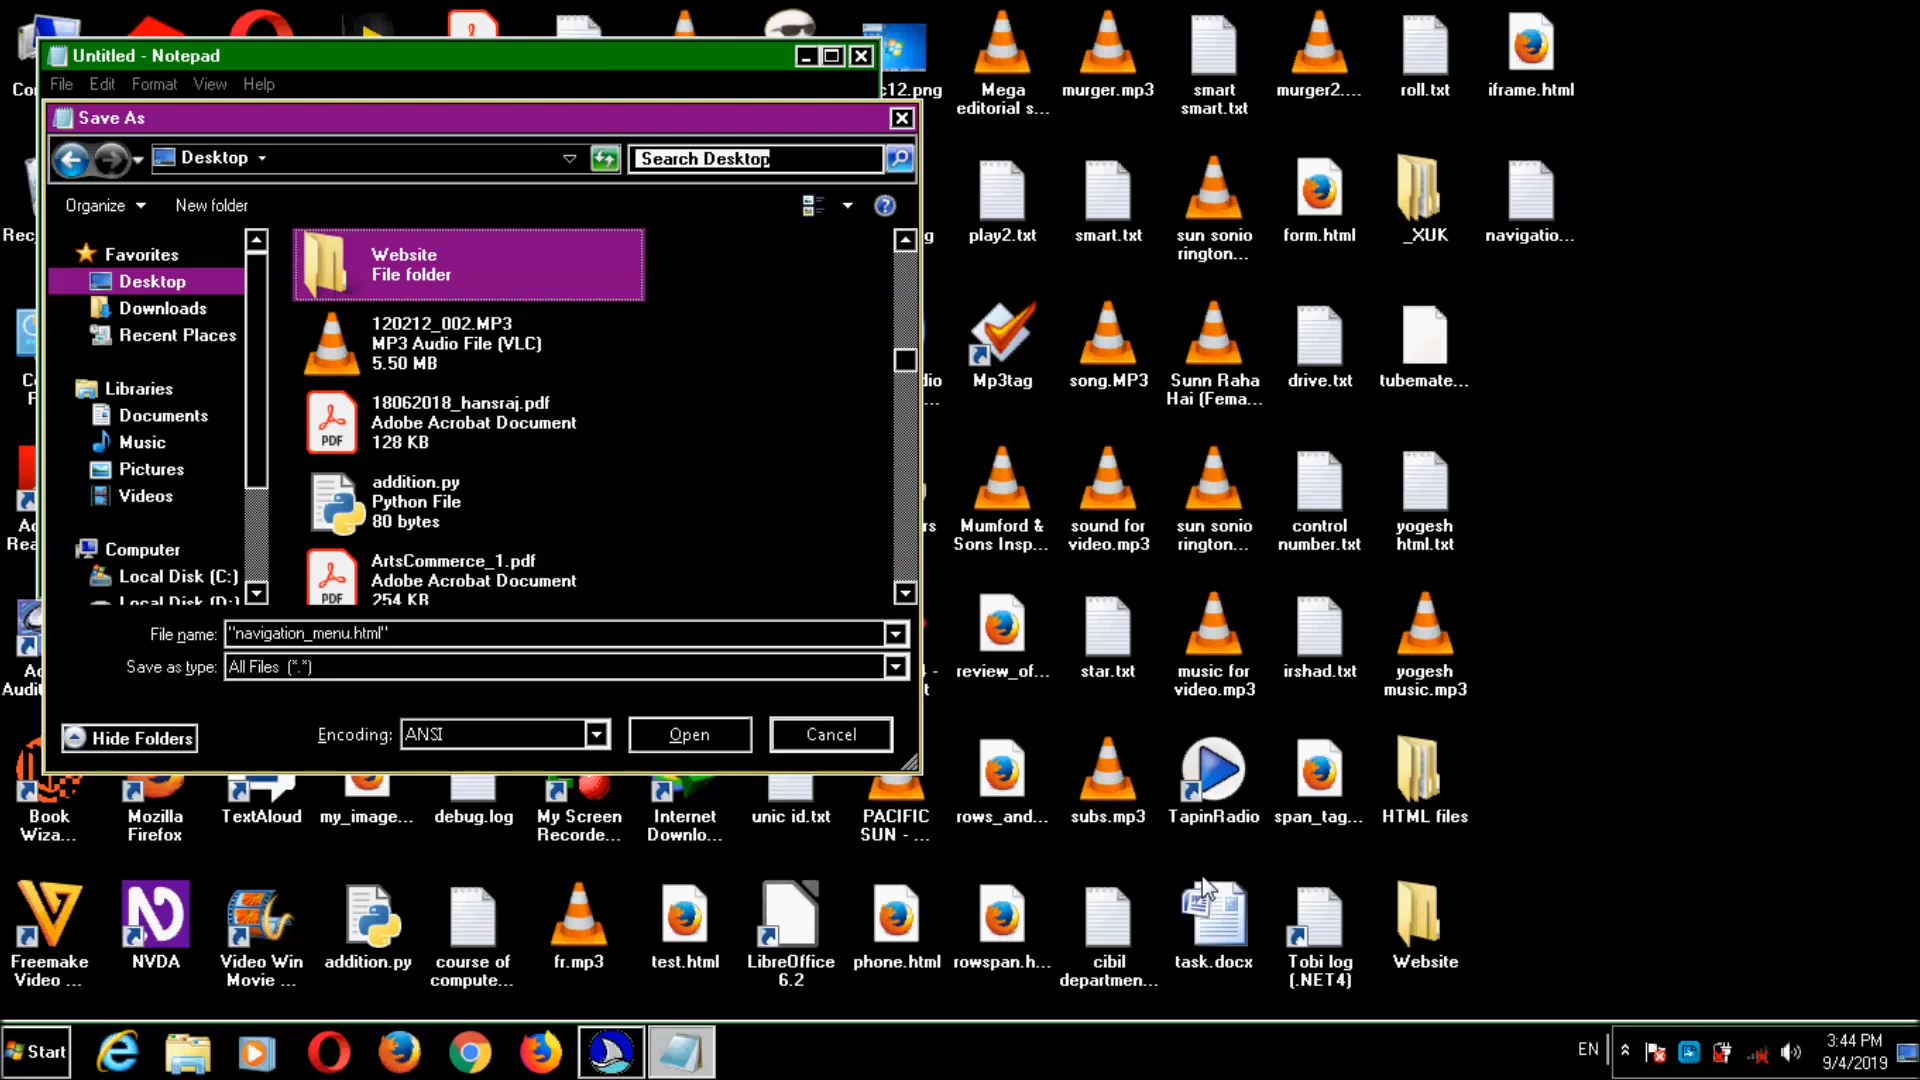 Untitled - Notepad
File Edit Format View Help
Save As
Desktop
Search Desktop
Organize
New folder
Favorites
Desktop
Downloads
Recent Places
Libraries
Documents
Music
Pictures
Videos
Computer
Local Disk (C:)
Local Disk (D:)
Website
File folder
120212_002.MP3
MP3 Audio File (VLC)
5.50 MB
18062018_hansraj.pdf
Adobe Acrobat Document
128 KB
addition.py
Python File
80 bytes
ArtsCommerce_1.pdf
Adobe Acrobat Document
254 KB
File name: "navigation_menu.html"
Save as type: All Files (*.*)
Hide Folders
Encoding: ANSI
Open
Cancel
c12.png
Mega
editorial s...
murger.mp3
smart
smart.txt
murger2....
roll.txt
iframe.html
play2.txt
smart.txt
sun sonio
rington...
form.html
_XUK
navigatio...
Mp3tag
song.MP3
Sunn Raha
Hai (Fema...
drive.txt
tubemate...
Mumford &
Sons Insp...
sound for
video.mp3
sun sonio
rington...
control
number.txt
yogesh
html.txt
review_of...
star.txt
music for
video.mp3
irshad.txt
yogesh
music.mp3
Book
Wiza...
Mozilla
Firefox
TextAloud
my_image...
debug.log
My Screen
Recorde...
Internet
Downlo...
unic id.txt
PACIFIC
SUN - ...
rows_and...
subs.mp3
TapinRadio
span_tag...
HTML files
Freemake
Video ...
NVDA
Video Win
Movie ...
addition.py
course of
compute...
fr.mp3
test.html
LibreOffice
6.2
phone.html
rowspan.h...
cibil
departmen...
task.docx
Tobi log
(.NET4)
Website
Start
EN
3:44 PM
9/4/2019